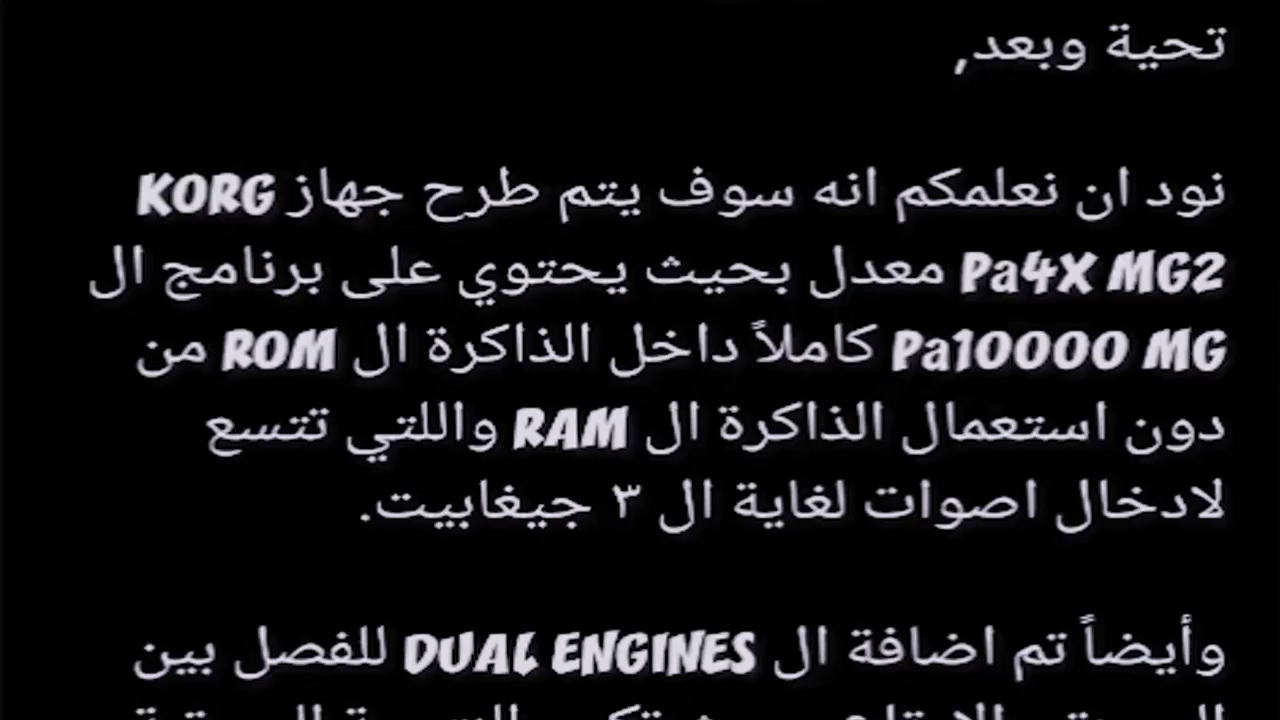 تحية وبعد,
نود ان نعلمكم انه سوف يتم طرح جهاز KORG
Pa4X MG2 معدل بحيث يحتوي على برنامج ال
Pa10000 MG كاملاً داخل الذاكرة ال ROM من
دون استعمال الذاكرة ال RAM واللتي تتسع
لادخال اصوات لغاية ال ٣ جيغابيت.
وأيضاً تم اضافة ال DUAL ENGINES للفصل بين